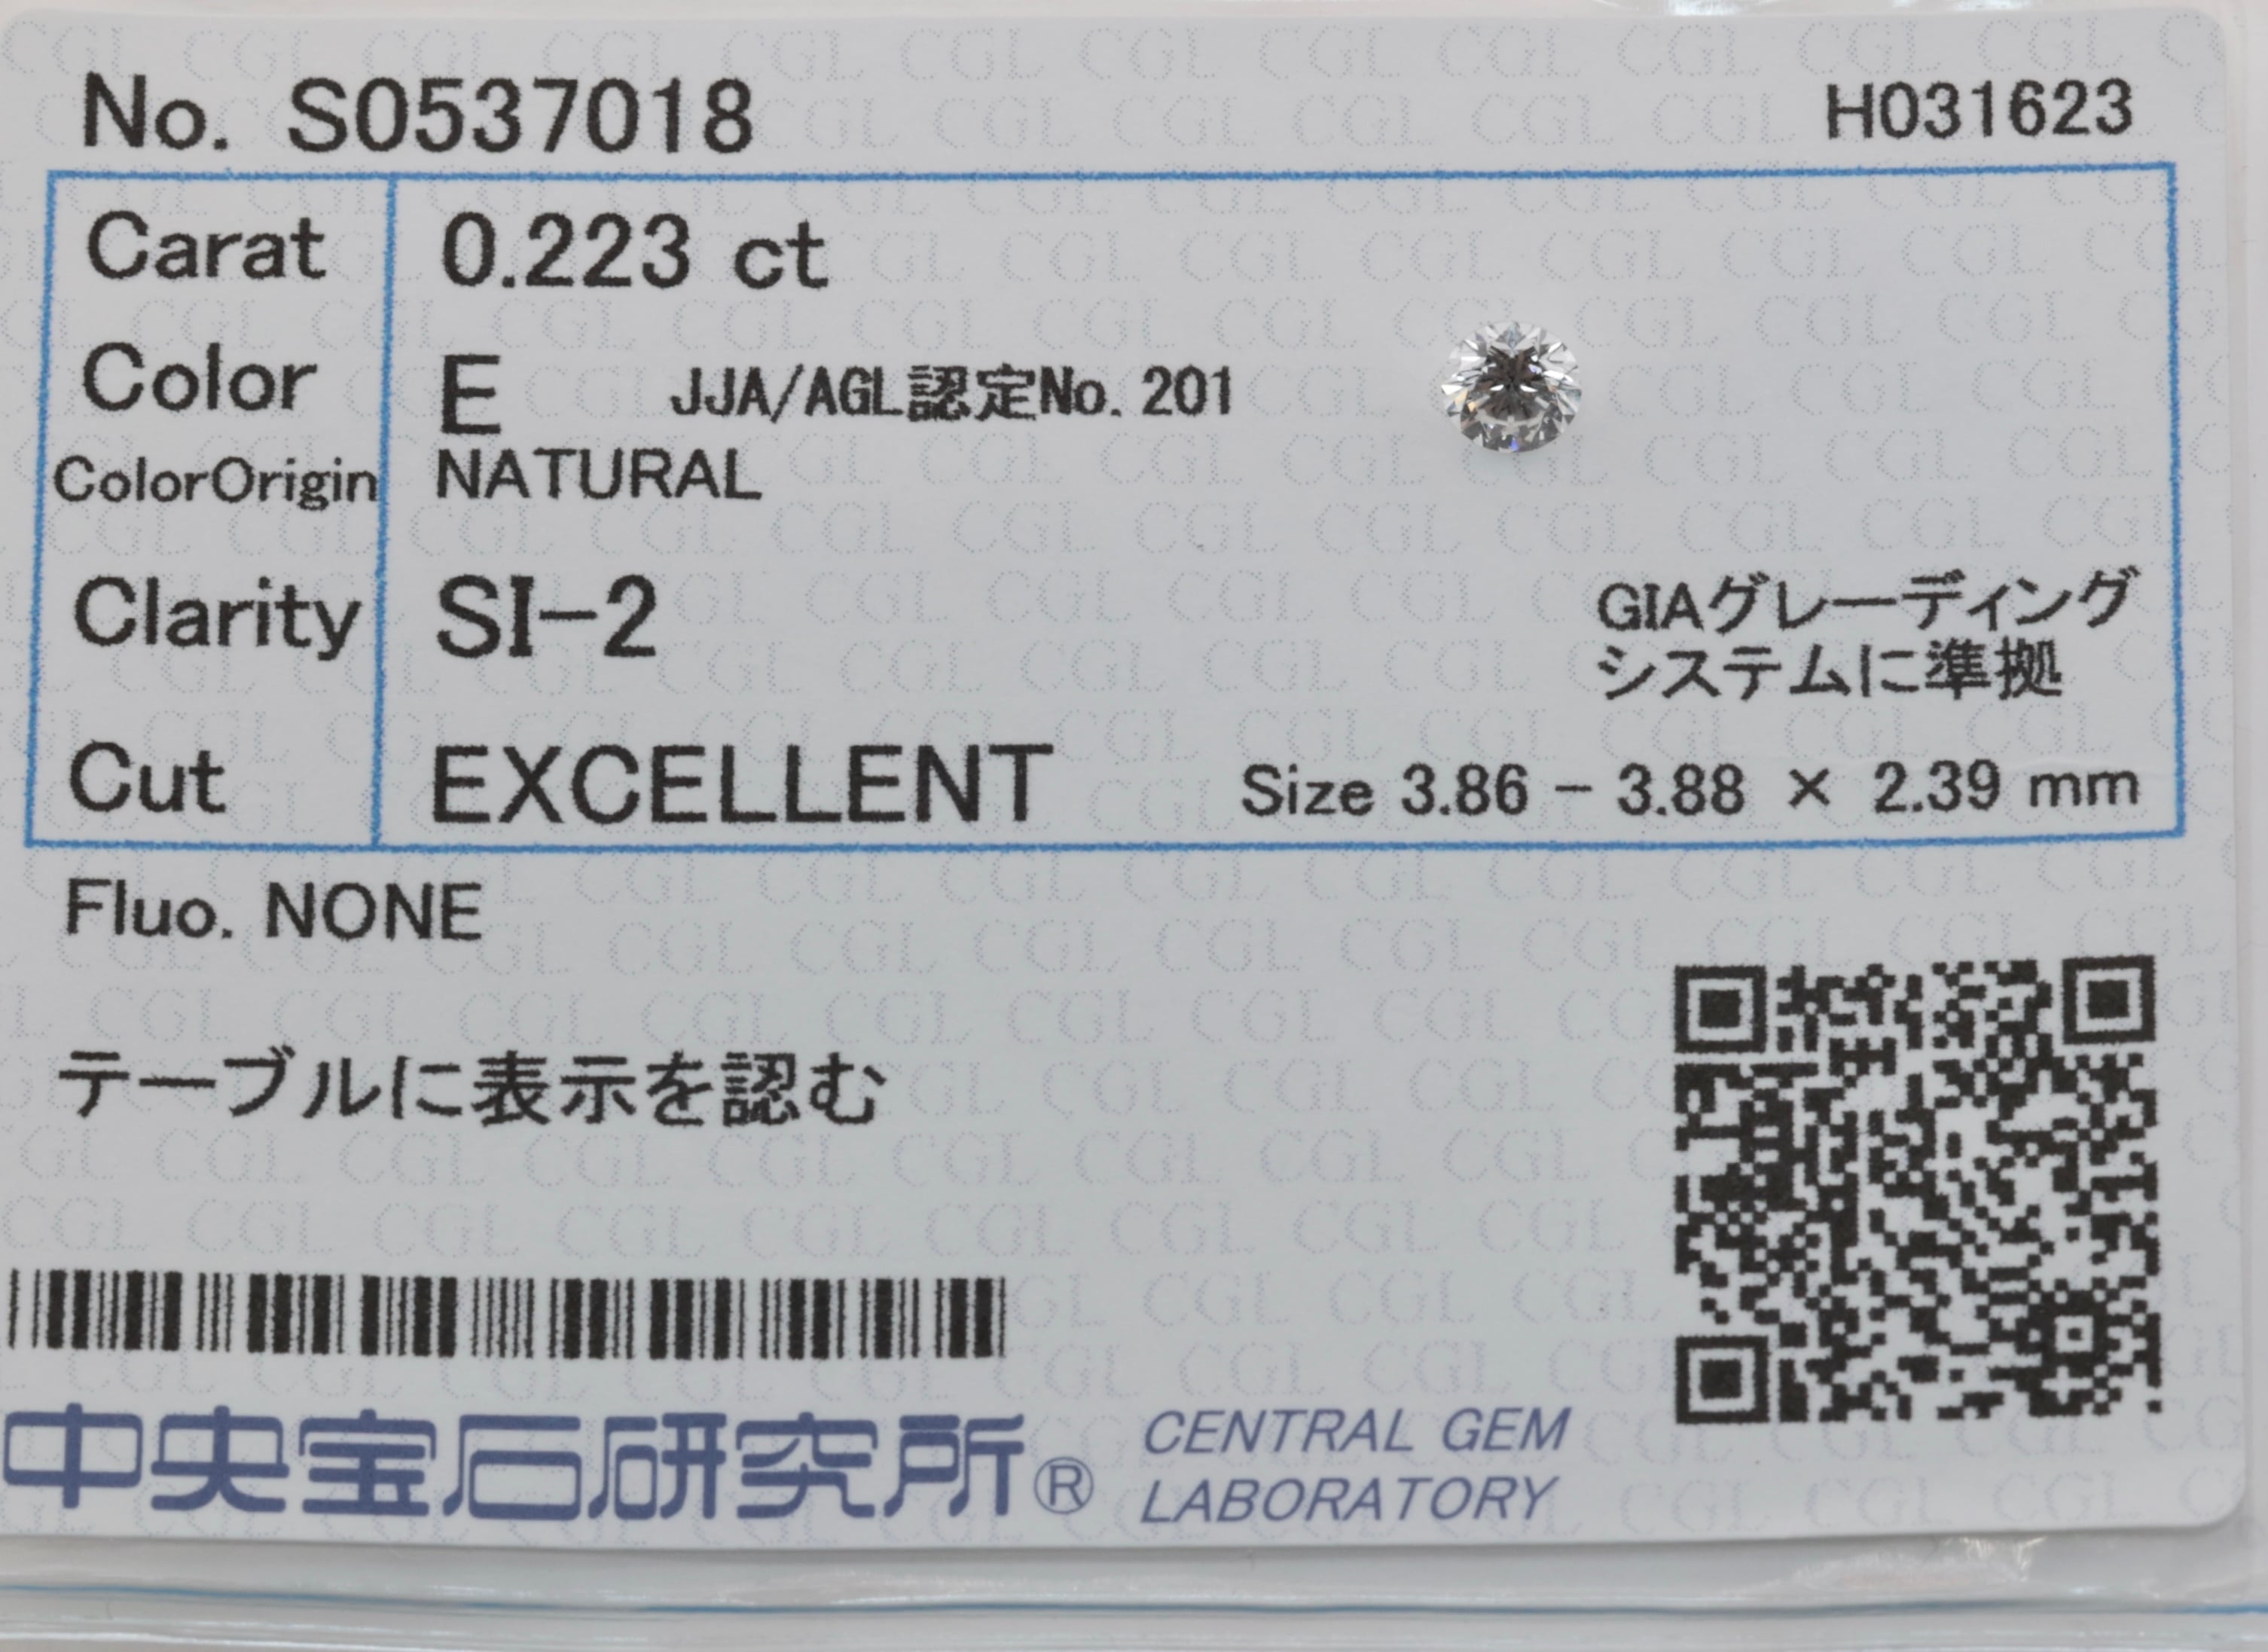 No. S0537018
H031623
Carat 0.223 ct
Color E JJA/AGL認定No. 201
ColorOrigin NATURAL
Clarity SI-2
GIAグレーディング
システムに準拠
Cut EXCELLENT Size 3.86 - 3.88 × 2.39 mm
Fluo. NONE
テーブルに表示を認む
中央宝石研究所® CENTRAL GEM
LABORATORY